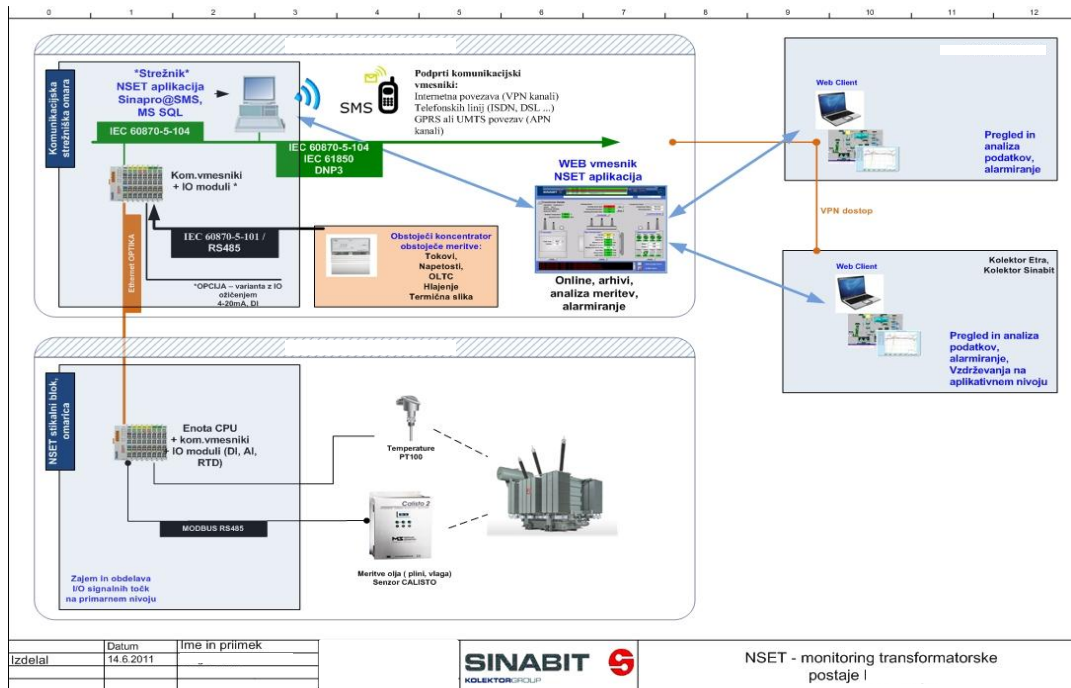 0 1 2 3 4 5 6 7 8 9 10 11 12
Komunikacijska
strežniška omara
*Strežnik*
NSET aplikacija
Sinapro@SMS,
MS SQL
IEC 60870-5-104
SMS
Podprti komunikacijski
vmesniki:
Internetna povezava (VPN kanali)
Telefonskih linij (ISDN, DSL ...)
GPRS ali UMTS povezav (APN
kanali)
IEC 60870-5-104
IEC 61850
DNP3
Kom.vmesniki
+ IO moduli *
IEC 60870-5-101 /
RS485
Ethernet OPTIKA
*OPCIJA – varianta z IO
ožičenjem
4-20mA, DI
Obstoječi koncentrator
obstoječe meritve:
Tokovi,
Napetosti,
OLTC
Hlajenje
Termična slika
WEB vmesnik
NSET aplikacija
SINABIT
Online, arhivi,
analiza meritev,
alarmiranje
Web Client
Pregled in
analiza
podatkov,
alarmiranje
VPN dostop
Kolektor Etra,
Kolektor Sinabit
Web Client
Pregled in analiza
podatkov,
alarmiranje,
Vzdrževanja na
aplikativnem nivoju
NSET stikalni blok,
omarica
Enota CPU
+ kom.vmesniki
+ IO moduli (DI, AI,
RTD)
MODBUS RS485
Temperature
PT100
Calisto 2
Meritve olja ( plini, vlaga)
Senzor CALISTO
Zajem in obdelava
I/O signalnih točk
na primarnem nivoju
Datum Ime in priimek
Izdelal 14.6.2011
SINABIT
KOLEKTORGROUP
NSET - monitoring transformatorske
postaje